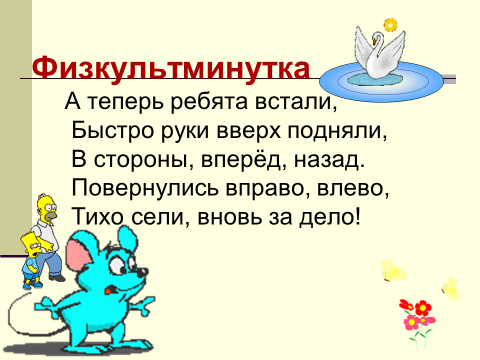 Физкультминутка
А теперь ребята встали,
Быстро руки вверх подняли,
В стороны, вперёд, назад.
Повернулись вправо, влево,
Тихо сели, вновь за дело!